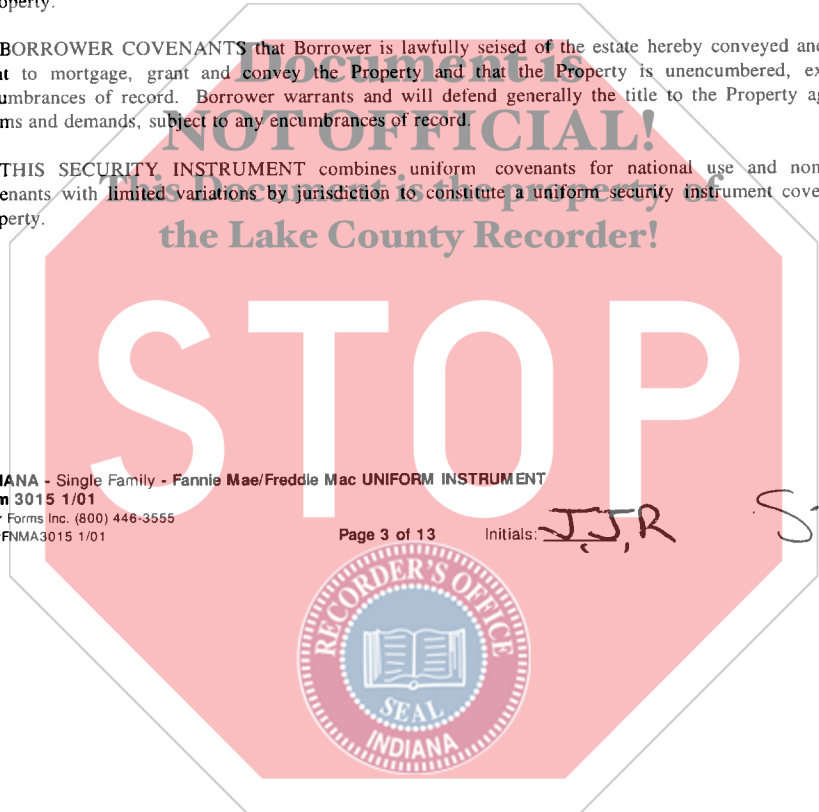 operty.
BORROWER COVENANTS that Borrower is lawfully seised of the estate hereby conveyed and
t to mortgage, grant and convey the Property and that the Property is unencumbered, ex
umbrances of record. Borrower warrants and will defend generally the title to the Property ag
ms and demands, subject to any encumbrances of record.
THIS SECURITY INSTRUMENT combines uniform covenants for national use and non
enants with limited variations by jurisdiction to constitute a uniform security instrument cove
perty.
Document is
NOT OFFICIAL!
This Document is the property of
the Lake County Recorder!
STOP
IANA - Single Family - Fannie Mae/Freddie Mac UNIFORM INSTRUMENT
m 3015 1/01
Forms Inc. (800) 446-3555
FNMA3015 1/01
Page 3 of 13
Initials: J.J.R
S
RECORDER'S OFFICE
SEAL
INDIANA